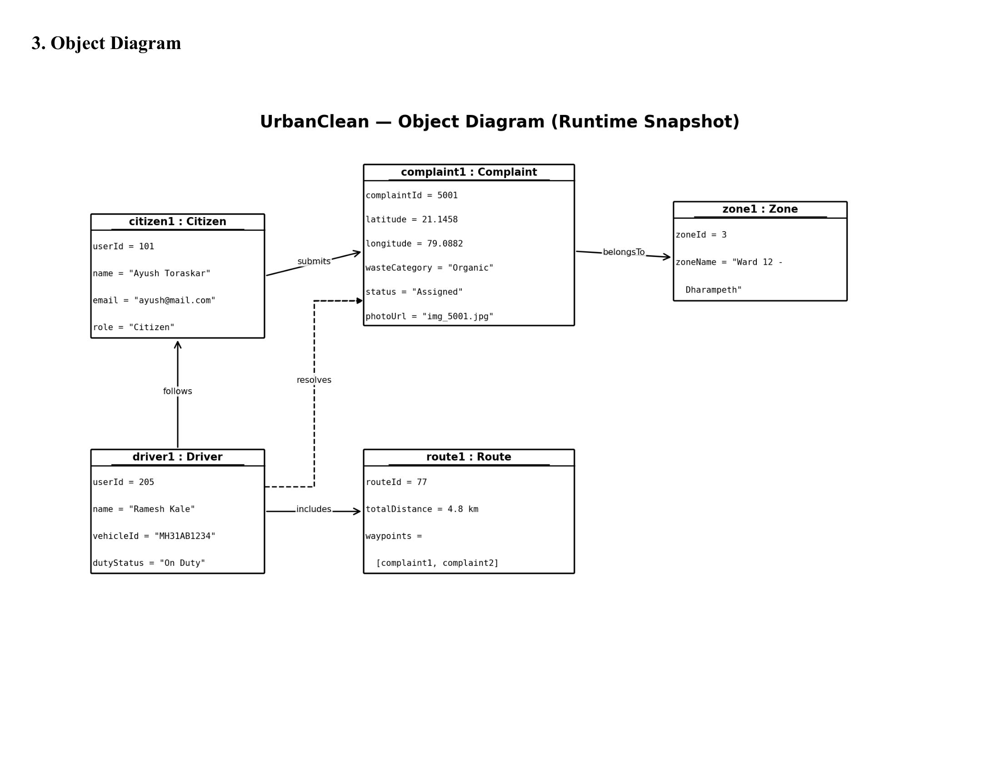 3. Object Diagram
UrbanClean — Object Diagram (Runtime Snapshot)
complaint1 : Complaint
complaintId = 5001
latitude = 21.1458
longitude = 79.0882
wasteCategory = "Organic"
status = "Assigned"
photoUrl = "img_5001.jpg"
zone1 : Zone
zoneId = 3
zoneName = "Ward 12 -
Dharampeth"
citizen1 : Citizen
userId = 101
name = "Ayush Toraskar"
email = "ayush@mail.com"
role = "Citizen"
submits
belongsTo
resolves
follows
driver1 : Driver
userId = 205
name = "Ramesh Kale"
vehicleId = "MH31AB1234"
dutyStatus = "On Duty"
includes
route1 : Route
routeId = 77
totalDistance = 4.8 km
waypoints =
[complaint1, complaint2]